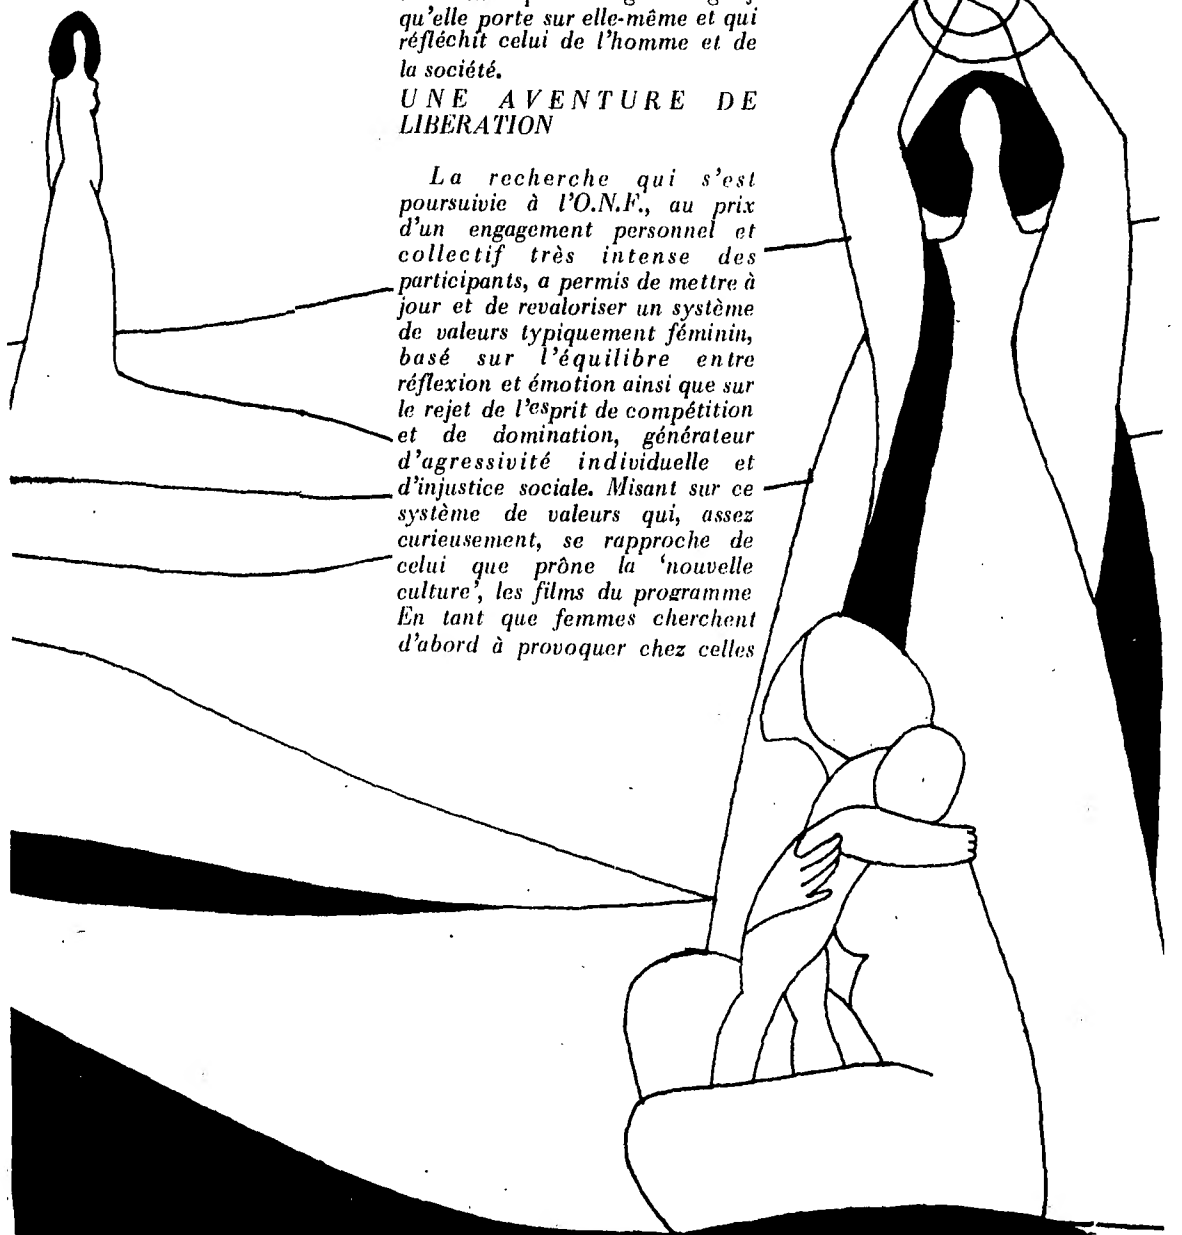 qu'elle porte sur elle-même et qui
réfléchit celui de l'homme et de
la société.
UNE AVENTURE DE
LIBERATION
La recherche qui s'est
poursuivie à l'O.N.F., au prix
d'un engagement personnel et
collectif très intense des
participants, a permis de mettre à
jour et de revaloriser un système
de valeurs typiquement féminin,
basé sur l'équilibre entre
réflexion et émotion ainsi que sur
le rejet de l'esprit de compétition
et de domination, générateur
d'agressivité individuelle et
d'injustice sociale. Misant sur ce
système de valeurs qui, assez
curieusement, se rapproche de
celui que prône la 'nouvelle
culture', les films du programme
En tant que femmes cherchent
d'abord à provoquer chez celles